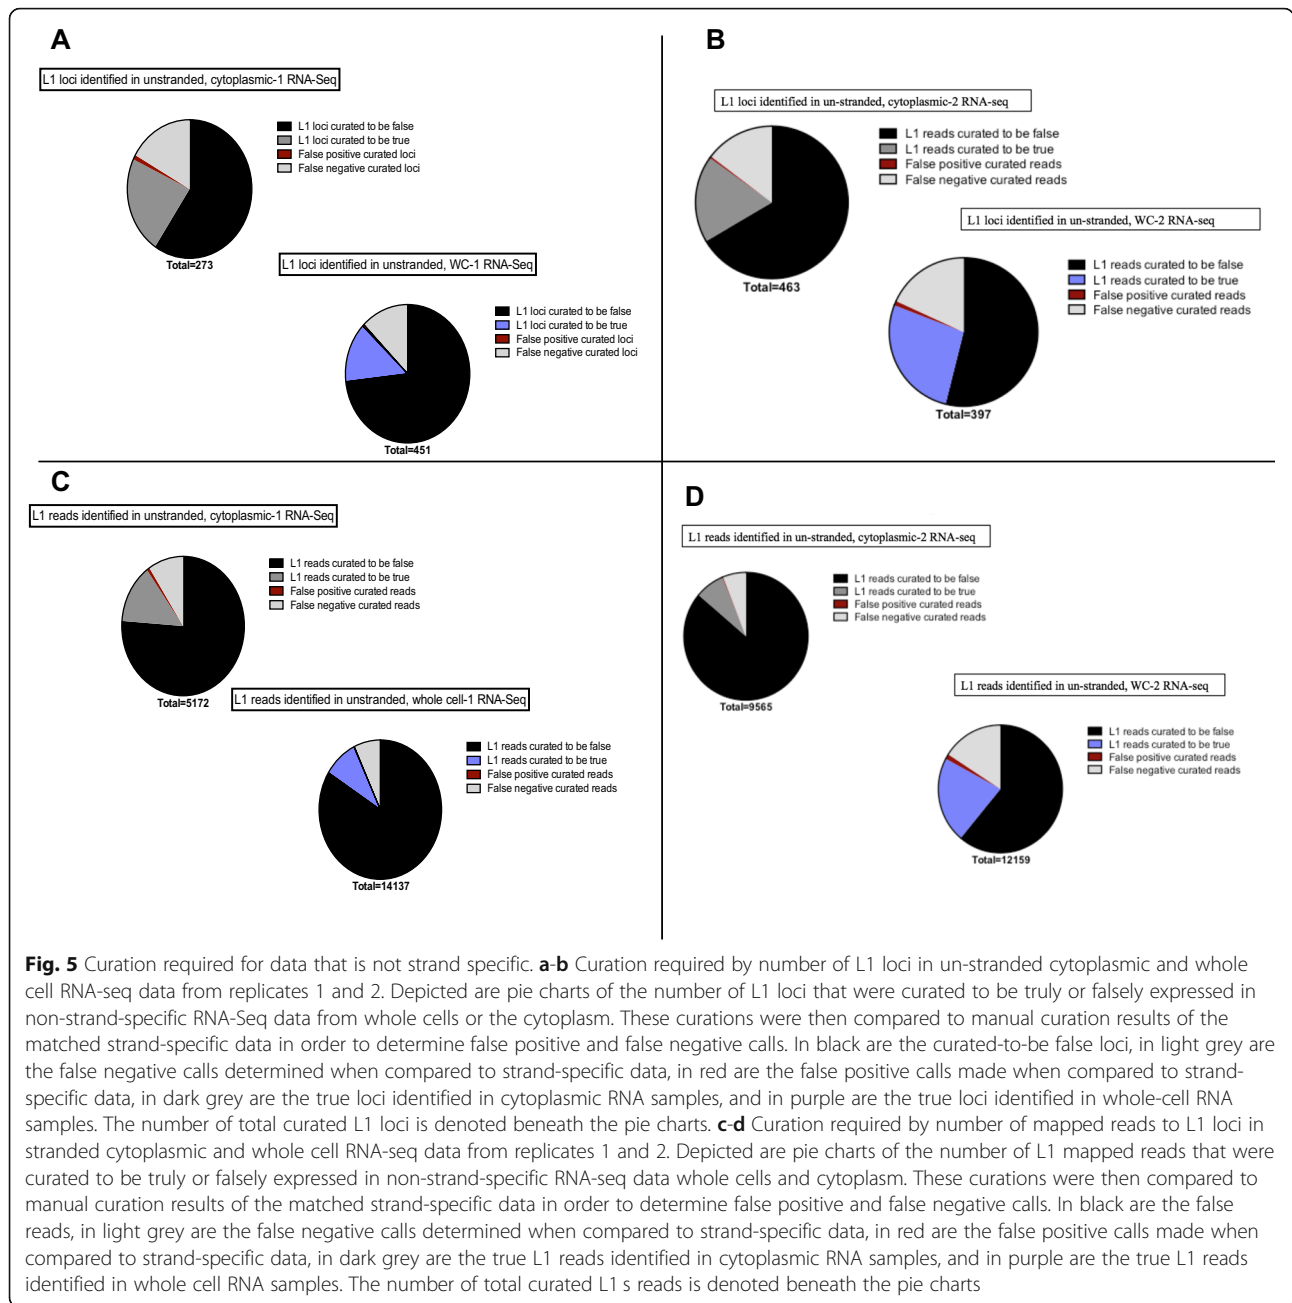 A
L1 loci identified in unstranded, cytoplasmic-1 RNA-Seq
L1 loci curated to be false
L1 loci curated to be true
False positive curated loci
False negative curated loci
Total=273
L1 loci identified in unstranded, WC-1 RNA-Seq
L1 loci curated to be false
L1 loci curated to be true
False positive curated loci
False negative curated loci
Total=451
B
L1 loci identified in un-stranded, cytoplasmic-2 RNA-seq
L1 reads curated to be false
L1 reads curated to be true
False positive curated reads
False negative curated reads
Total=463
L1 loci identified in un-stranded, WC-2 RNA-seq
L1 reads curated to be false
L1 reads curated to be true
False positive curated reads
False negative curated reads
Total=397
C
L1 reads identified in unstranded, cytoplasmic-1 RNA-Seq
L1 reads curated to be false
L1 reads curated to be true
False positive curated reads
False negative curated reads
Total=5172
L1 reads identified in unstranded, whole cell-1 RNA-Seq
L1 reads curated to be false
L1 reads curated to be true
False positive curated reads
False negative curated reads
Total=14137
D
L1 reads identified in un-stranded, cytoplasmic-2 RNA-seq
L1 reads curated to be false
L1 reads curated to be true
False positive curated reads
False negative curated reads
Total=9565
L1 reads identified in un-stranded, WC-2 RNA-seq
L1 reads curated to be false
L1 reads curated to be true
False positive curated reads
False negative curated reads
Total=12159
Fig. 5 Curation required for data that is not strand specific. a-b Curation required by number of L1 loci in un-stranded cytoplasmic and whole
cell RNA-seq data from replicates 1 and 2. Depicted are pie charts of the number of L1 loci that were curated to be truly or falsely expressed in
non-strand-specific RNA-Seq data from whole cells or the cytoplasm. These curations were then compared to manual curation results of the
matched strand-specific data in order to determine false positive and false negative calls. In black are the curated-to-be false loci, in light grey are
the false negative calls determined when compared to strand-specific data, in red are the false positive calls made when compared to strand-
specific data, in dark grey are the true loci identified in cytoplasmic RNA samples, and in purple are the true loci identified in whole-cell RNA
samples. The number of total curated L1 loci is denoted beneath the pie charts. c-d Curation required by number of mapped reads to L1 loci in
stranded cytoplasmic and whole cell RNA-seq data from replicates 1 and 2. Depicted are pie charts of the number of L1 mapped reads that were
curated to be truly or falsely expressed in non-strand-specific RNA-seq data whole cells and cytoplasm. These curations were then compared to
manual curation results of the matched strand-specific data in order to determine false positive and false negative calls. In black are the false
reads, in light grey are the false negative calls determined when compared to strand-specific data, in red are the false positive calls made when
compared to strand-specific data, in dark grey are the true L1 reads identified in cytoplasmic RNA samples, and in purple are the true L1 reads
identified in whole cell RNA samples. The number of total curated L1 s reads is denoted beneath the pie charts